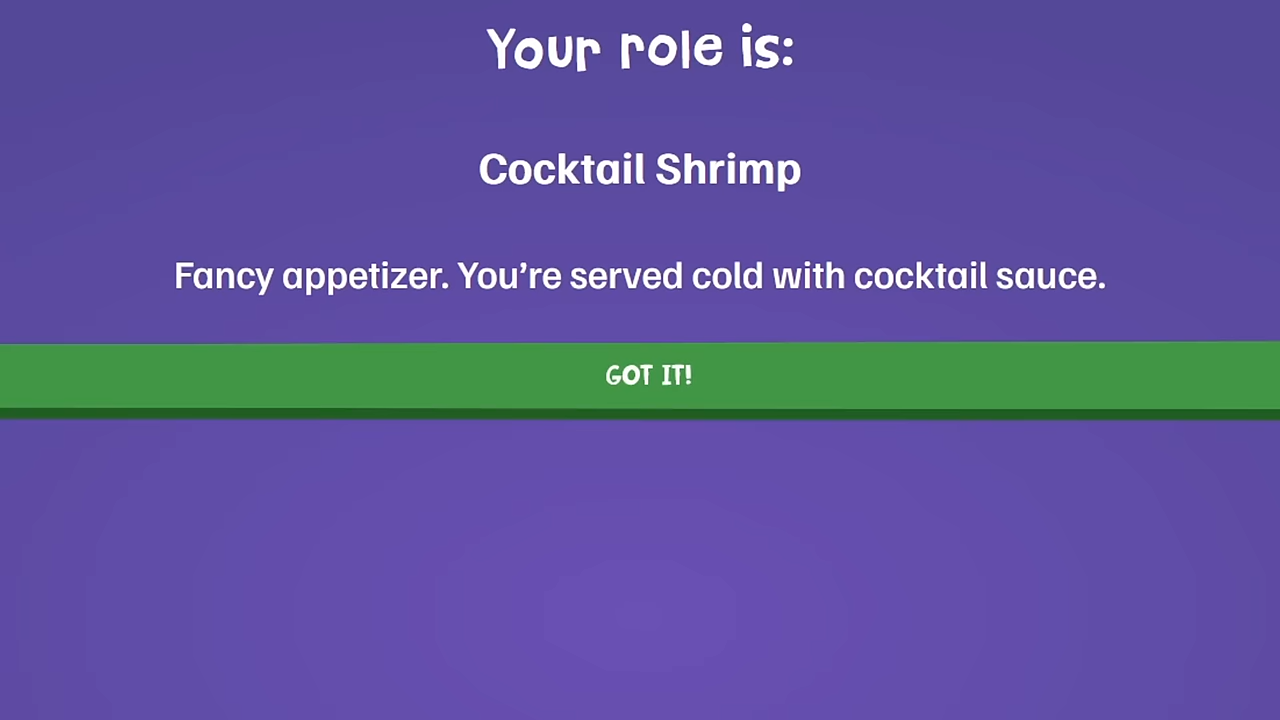 Your role is:
Cocktail Shrimp
Fancy appetizer. You’re served cold with cocktail sauce.
GOT IT!